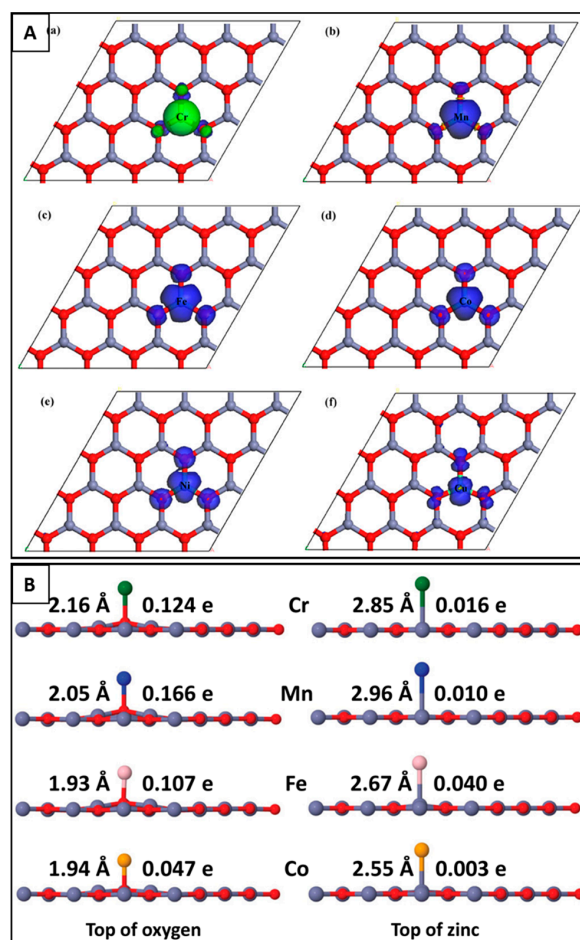 A
(a)
(b)
Cr
Mn
(c)
(d)
Fe
Co
(e)
(f)
Ni
Cu
B
2.16 Å 0.124 e Cr 2.85 Å 0.016 e
2.05 Å 0.166 e Mn 2.96 Å 0.010 e
1.93 Å 0.107 e Fe 2.67 Å 0.040 e
1.94 Å 0.047 e Co 2.55 Å 0.003 e
Top of oxygen Top of zinc